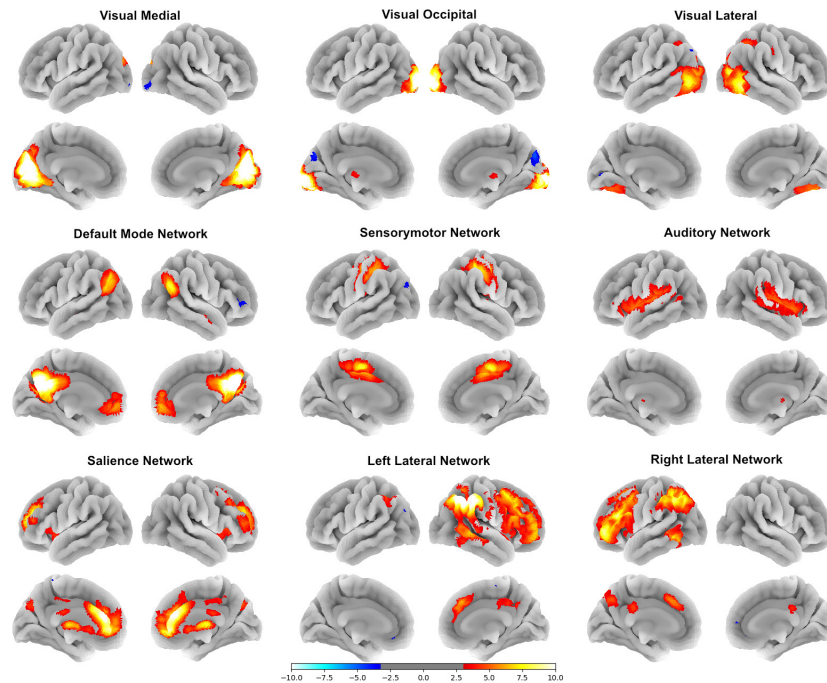 Visual Medial
Visual Occipital
Visual Lateral
Default Mode Network
Sensorymotor Network
Auditory Network
Salience Network
Left Lateral Network
Right Lateral Network
−10.0 −7.5 −5.0 −2.5 0.0 2.5 5.0 7.5 10.0